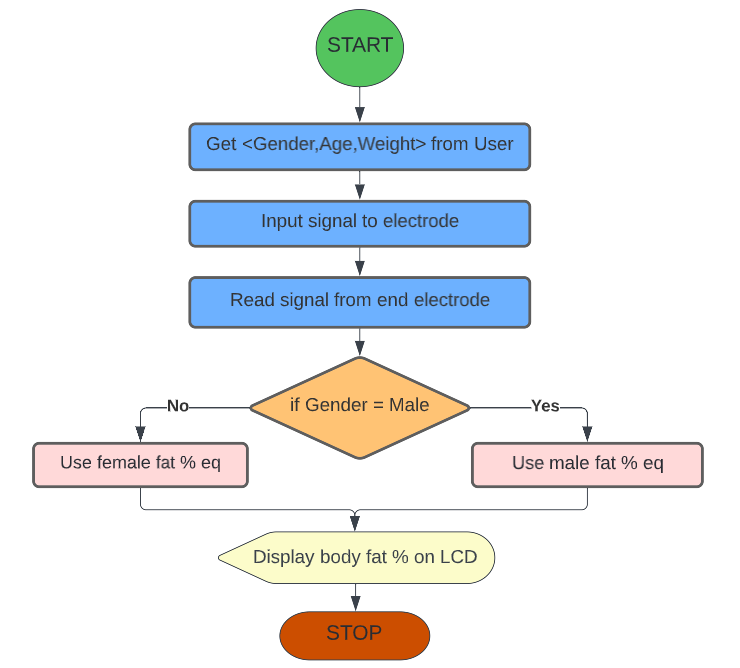 START
Get <Gender,Age,Weight> from User
Input signal to electrode
Read signal from end electrode
if Gender = Male
No
Yes
Use female fat % eq
Use male fat % eq
Display body fat % on LCD
STOP